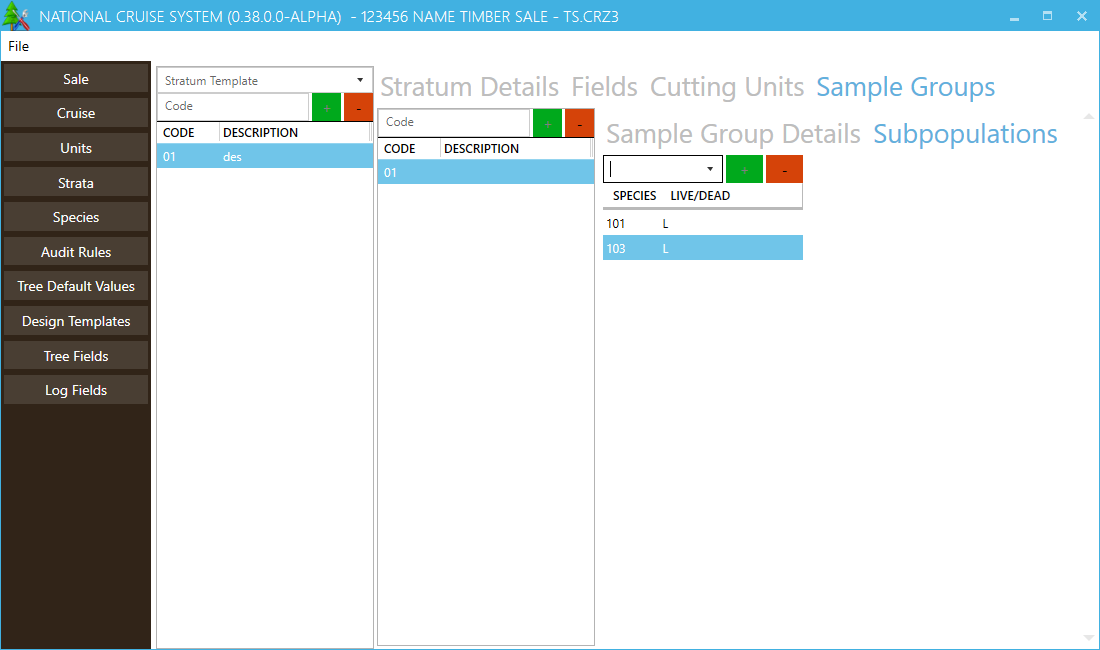 NATIONAL CRUISE SYSTEM (0.38.0.0-ALPHA) - 123456 NAME TIMBER SALE - TS.CRZ3
File
Sale
Cruise
Units
Strata
Species
Audit Rules
Tree Default Values
Design Templates
Tree Fields
Log Fields
Stratum Template
Code + -
CODE DESCRIPTION
01 des
Stratum Details Fields Cutting Units Sample Groups
Code + -
CODE DESCRIPTION
01
Sample Group Details Subpopulations
+ -
SPECIES LIVE/DEAD
101 L
103 L